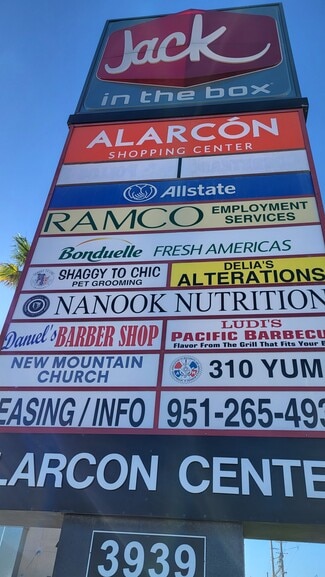 Jack
in the box
ALARCÓN
SHOPPING CENTER
Allstate
RAMCO EMPLOYMENT SERVICES
Bonduelle FRESH AMERICAS
SHAGGY TO CHIC
PET GROOMING
DELIA'S
ALTERATIONS
NANOOK NUTRITION
Daniel's BARBER SHOP
LUDI'S
PACIFIC BARBECU
Flavor From The Grill That Fits Your
NEW MOUNTAIN
CHURCH
310 YUM
EASING / INFO
951-265-493
LARCON CENTE
3939